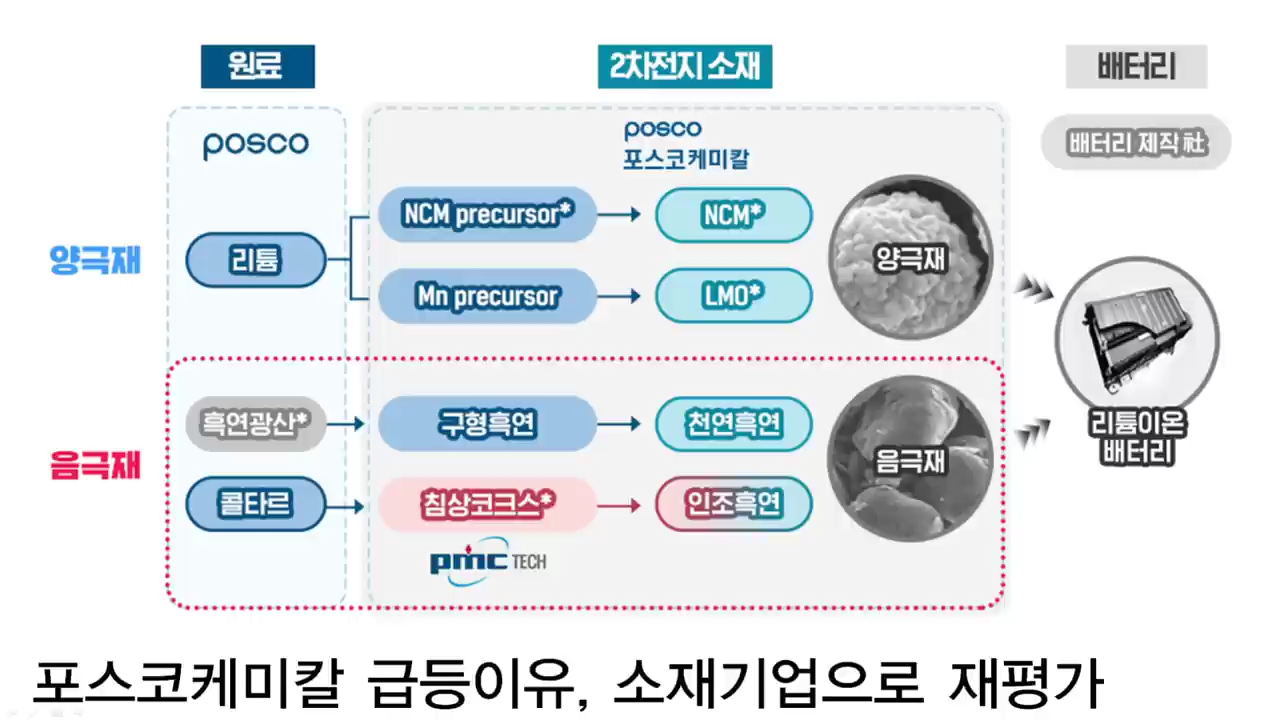 원료
2차전지 소재
배터리
posco
posco
포스코케미칼
배터리 제작 社
양극재
리튬
NCM precursor*
NCM*
Mn precursor
LMO*
양극재
음극재
흑연광산*
구형흑연
천연흑연
콜타르
침상코크스*
인조흑연
음극재
pmc TECH
리튬이온
배터리
포스코케미칼 급등이유, 소재기업으로 재평가